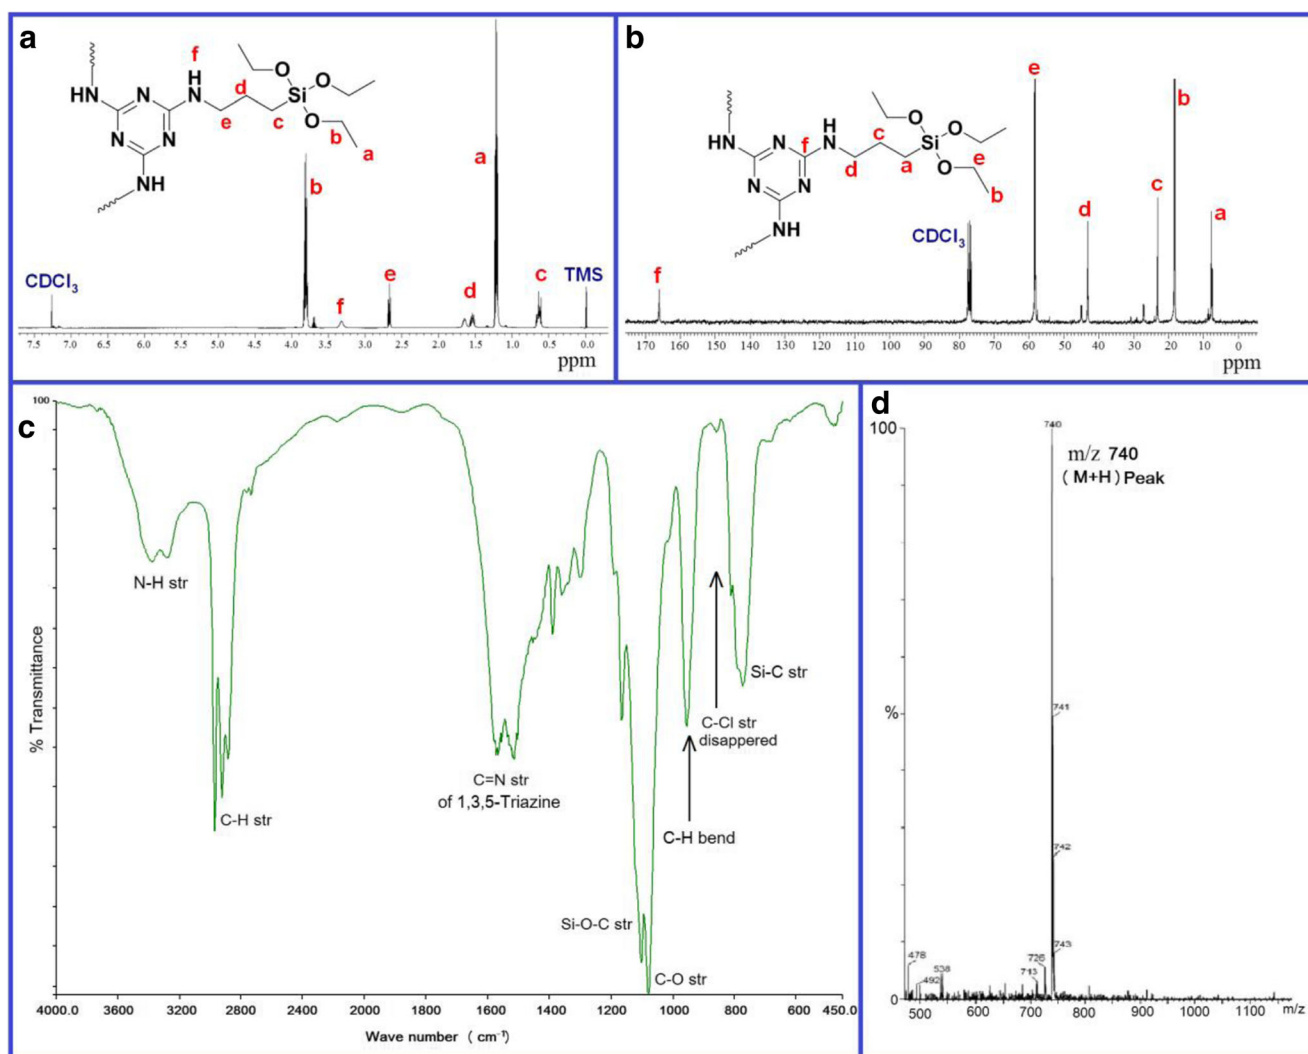 a
f
H
N
HN
N
N
N
NH
d
e
c
Si
O
O
O
b
a
b
a
f
e
d
c
CDCl3
TMS
7.5 7.0 6.5 6.0 5.5 5.0 4.5 4.0 3.5 3.0 2.5 2.0 1.5 1.0 0.5 0.0
ppm
b
H
N
HN
N
N
N
NH
f
c
d
a
Si
O
O
O
e
b
e
b
c
d
a
f
CDCl3
170 160 150 140 130 120 110 100 90 80 70 60 50 40 30 20 10 0
ppm
c
100
% Transmittance
N-H str
C-H str
C=N str
of 1,3,5-Triazine
Si-O-C str
C-O str
C-H bend
C-Cl str
disappered
Si-C str
4000.0 3600 3200 2800 2400 2000 1800 1600 1400 1200 1000 800 600 450.0
Wave number ( cm-1)
d
100
740
m/z 740
( M+H ) Peak
741
%
742
743
478
492
538
713
726
0
500 600 700 800 900 1000 1100 m/z